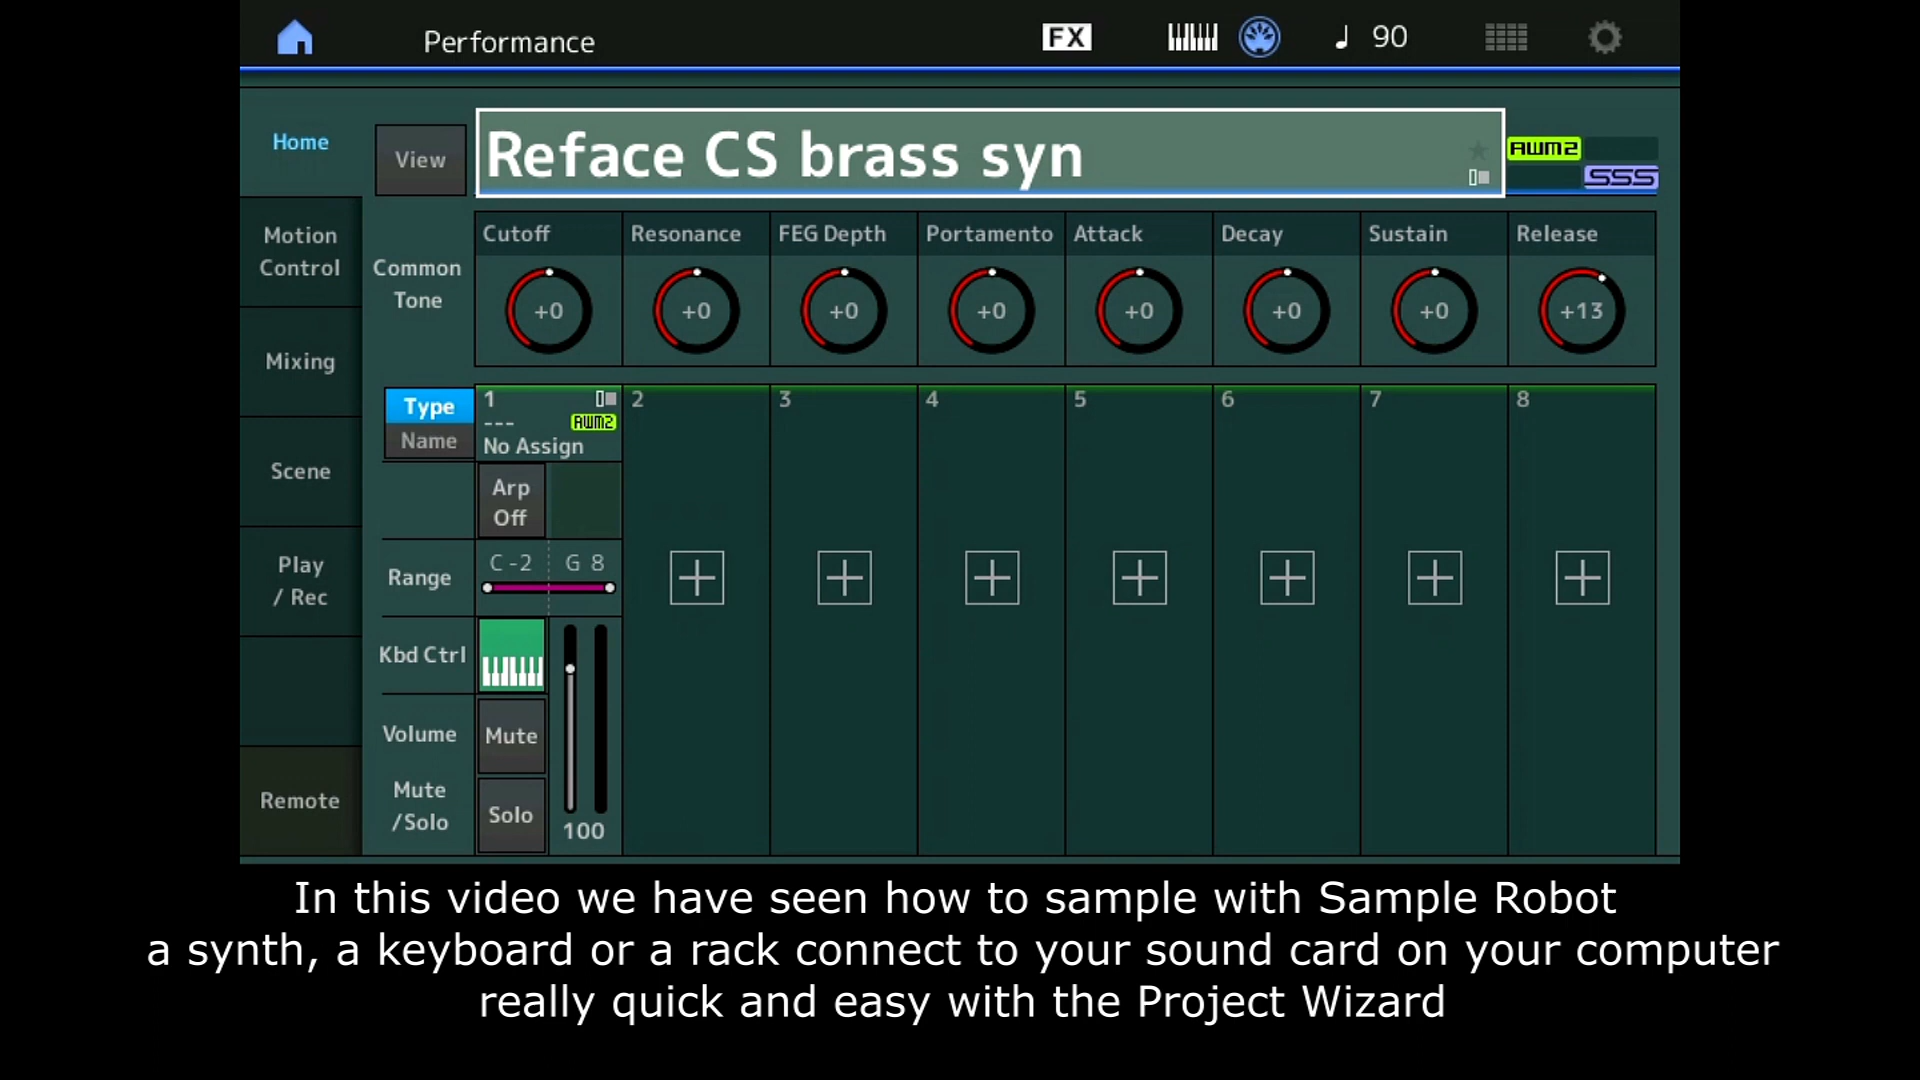 Performance
FX
90
Home
View
Reface CS brass syn
AWM2
SSS
Motion
Control
Common
Tone
Cutoff
Resonance
FEG Depth
Portamento
Attack
Decay
Sustain
Release
+0
+0
+0
+0
+0
+0
+0
+13
Mixing
Type
Name
1
---
AWM2
No Assign
2
3
4
5
6
7
8
Scene
Arp
Off
Play
/ Rec
Range
C -2
G 8
Kbd Ctrl
Volume
Mute
Remote
Mute
/Solo
Solo
100
In this video we have seen how to sample with Sample Robot
a synth, a keyboard or a rack connect to your sound card on your computer
really quick and easy with the Project Wizard